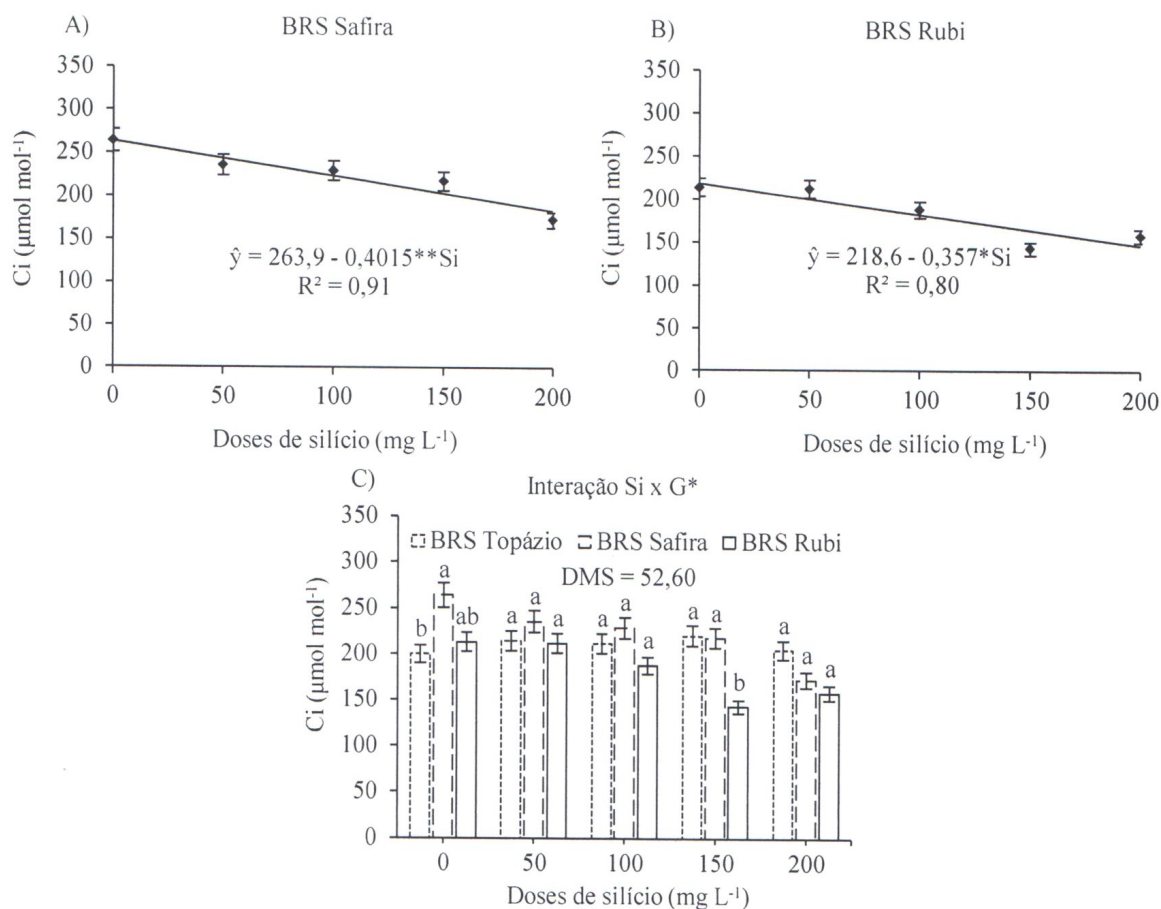 A)
BRS Safira
350
300
250
200
150
100
50
0
Ci (µmol mol⁻¹)
ŷ = 263,9 - 0,4015**Si
R² = 0,91
0 50 100 150 200
Doses de silício (mg L⁻¹)
B)
BRS Rubi
350
300
250
200
150
100
50
0
Ci (µmol mol⁻¹)
ŷ = 218,6 - 0,357*Si
R² = 0,80
0 50 100 150 200
Doses de silício (mg L⁻¹)
C)
Interação Si x G*
350
300
250
200
150
100
50
0
Ci (µmol mol⁻¹)
BRS Topázio BRS Safira BRS Rubi
DMS = 52,60
b a ab a a a a a a a a b a a a
0 50 100 150 200
Doses de silício (mg L⁻¹)